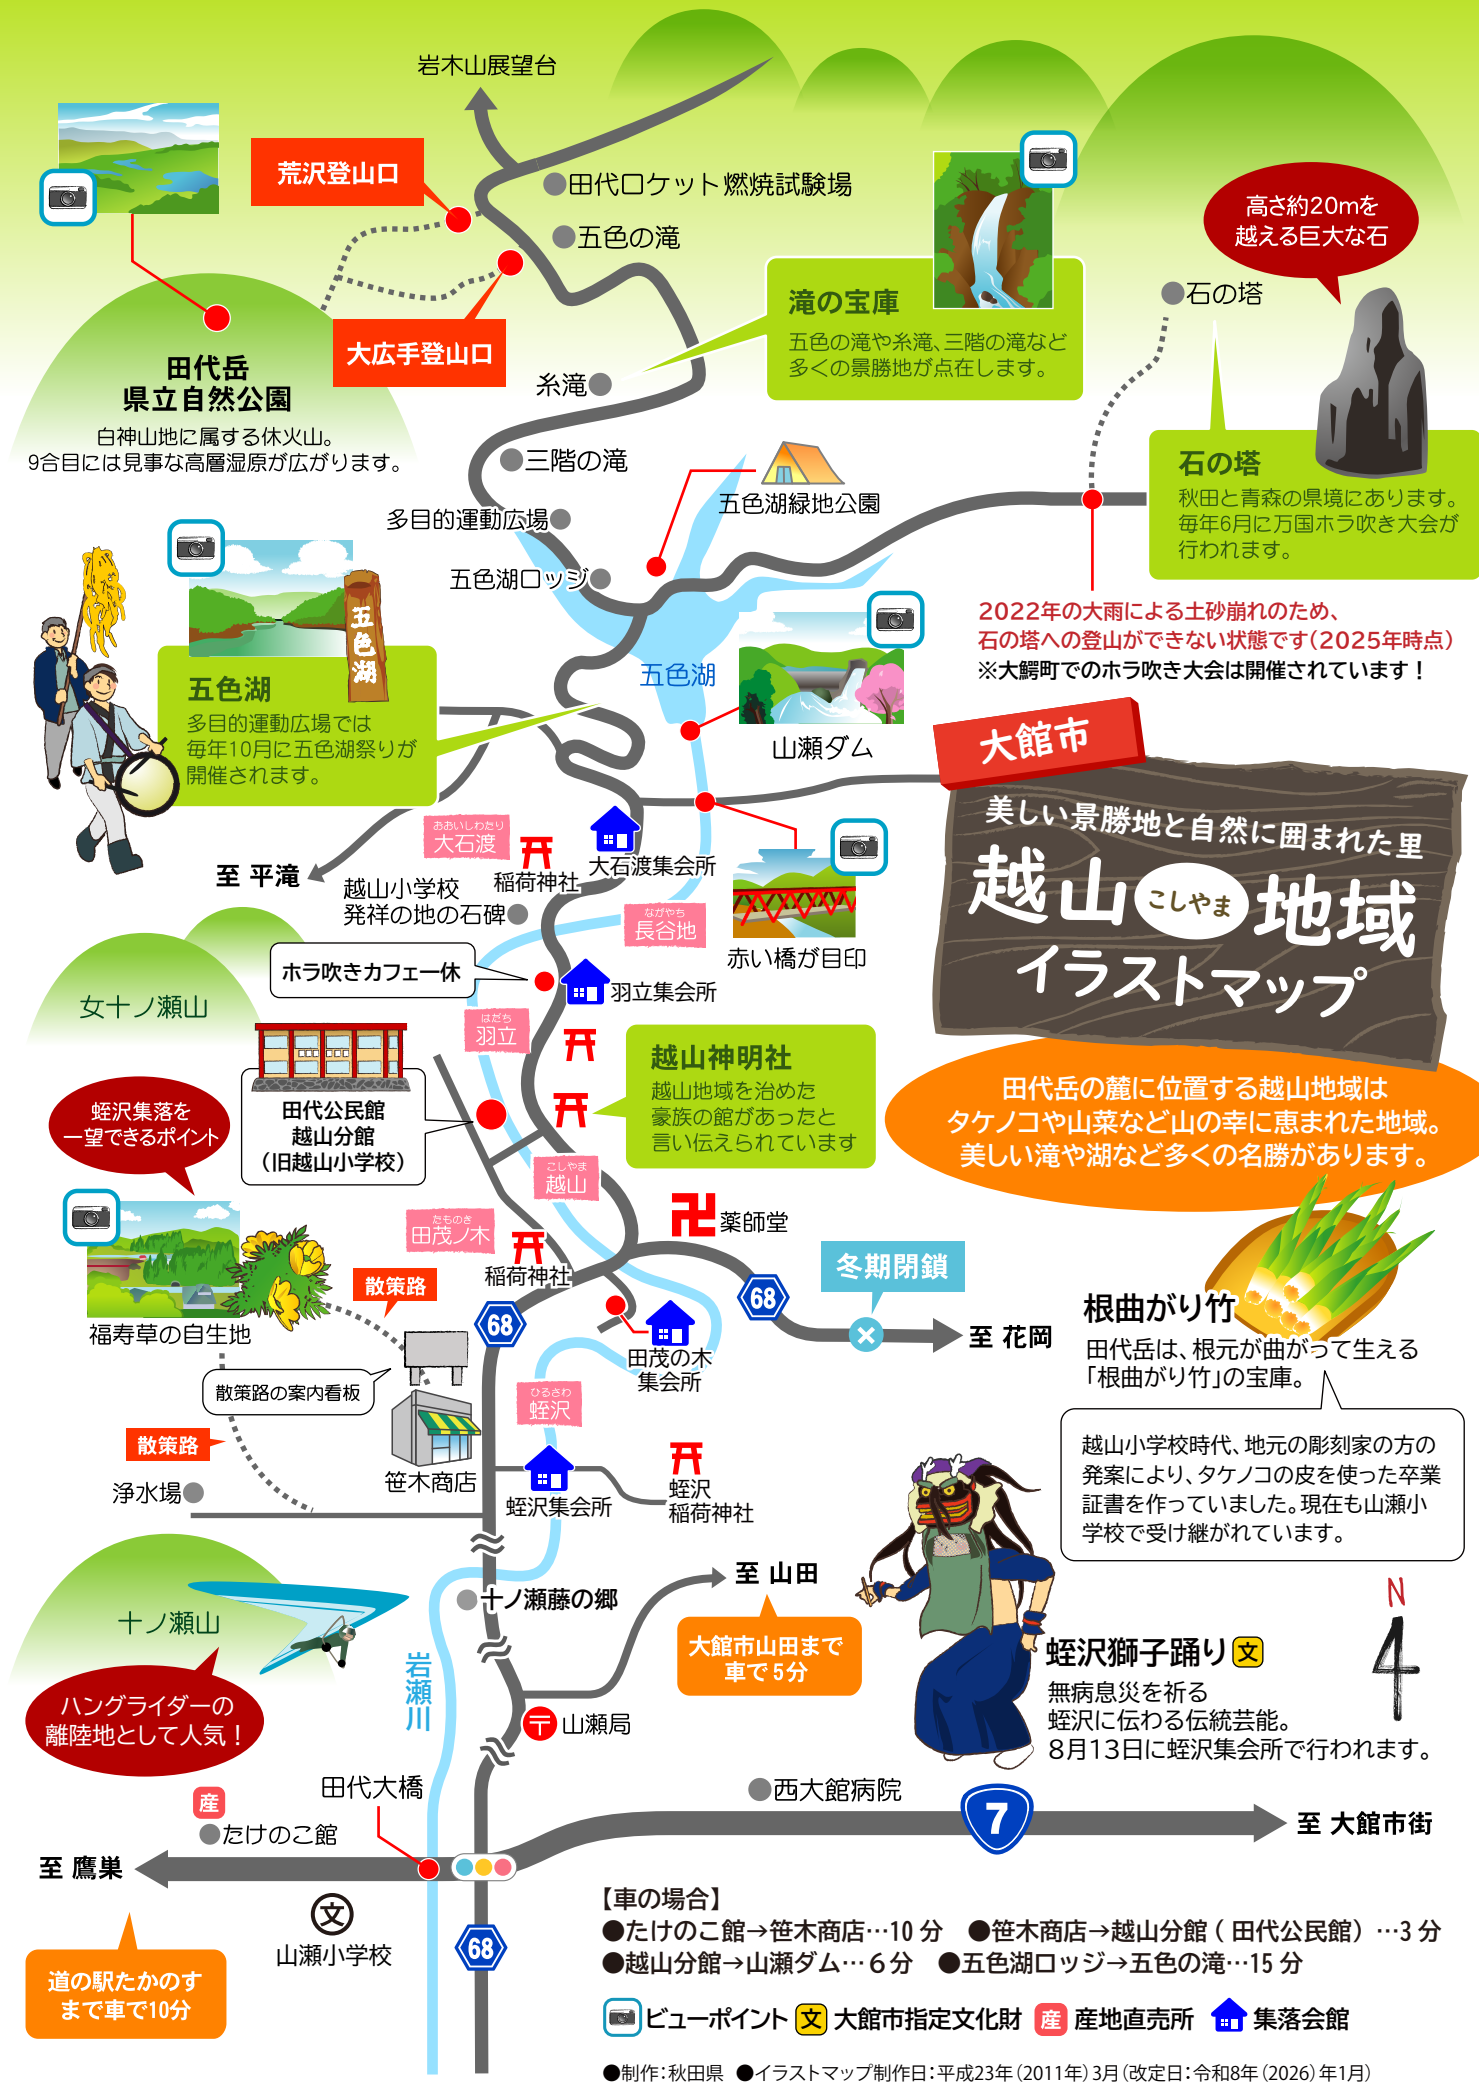 岩木山展望台
荒沢登山口
田代ロケット燃焼試験場
五色の滝
大広手登山口
田代岳
県立自然公園
白神山地に属する休火山。
9合目には見事な高層湿原が広がります。
滝の宝庫
五色の滝や糸滝、三階の滝など
多くの景勝地が点在します。
高さ約20mを
越える巨大な石
石の塔
石の塔
秋田と青森の県境にあります。
毎年6月に万国ホラ吹き大会が
行われます。
糸滝
三階の滝
多目的運動広場
五色湖ロッジ
五色湖緑地公園
2022年の大雨による土砂崩れのため、
石の塔への登山ができない状態です(2025年時点)
※大鰐町でのホラ吹き大会は開催されています！
五色湖
五色湖
多目的運動広場では
毎年10月に五色湖祭りが
開催されます。
五色湖
山瀬ダム
大館市
美しい景勝地と自然に囲まれた里
越山こしやま地域
イラストマップ
田代岳の麓に位置する越山地域は
タケノコや山菜など山の幸に恵まれた地域。
美しい滝や湖など多くの名勝があります。
至 平滝
おおいしわたり
大石渡
稲荷神社
大石渡集会所
越山小学校
発祥の地の石碑
ながやち
長谷地
赤い橋が目印
ホラ吹きカフェ一休
羽立集会所
はだち
羽立
女十ノ瀬山
田代公民館
越山分館
(旧越山小学校)
越山神明社
越山地域を治めた
豪族の館があったと
言い伝えられています
蛭沢集落を
一望できるポイント
こしやま
越山
たものき
田茂ノ木
稲荷神社
薬師堂
冬期閉鎖
68
68
至 花岡
福寿草の自生地
散策路
散策路の案内看板
散策路
浄水場
笹木商店
田茂の木
集会所
ひるさわ
蛭沢
蛭沢集会所
蛭沢
稲荷神社
根曲がり竹
田代岳は、根元が曲がって生える
「根曲がり竹」の宝庫。
越山小学校時代、地元の彫刻家の方の
発案により、タケノコの皮を使った卒業
証書を作っていました。現在も山瀬小
学校で受け継がれています。
十ノ瀬山
ハングライダーの
離陸地として人気！
十ノ瀬藤の郷
岩瀬川
至 山田
大館市山田まで
車で5分
山瀬局
N
蛭沢獅子踊り 文
無病息災を祈る
蛭沢に伝わる伝統芸能。
8月13日に蛭沢集会所で行われます。
産
たけのこ館
田代大橋
西大館病院
7
至 大館市街
至 鷹巣
文
山瀬小学校
68
道の駅たかのす
まで車で10分
【車の場合】
●たけのこ館→笹木商店…10 分 ●笹木商店→越山分館 ( 田代公民館) …3 分
●越山分館→山瀬ダム…6 分 ●五色湖ロッジ→五色の滝…15 分
ビューポイント 文 大館市指定文化財 産 産地直売所 集落会館
●制作：秋田県 ●イラストマップ制作日：平成23年(2011年)3月(改定日：令和8年(2026)年1月)